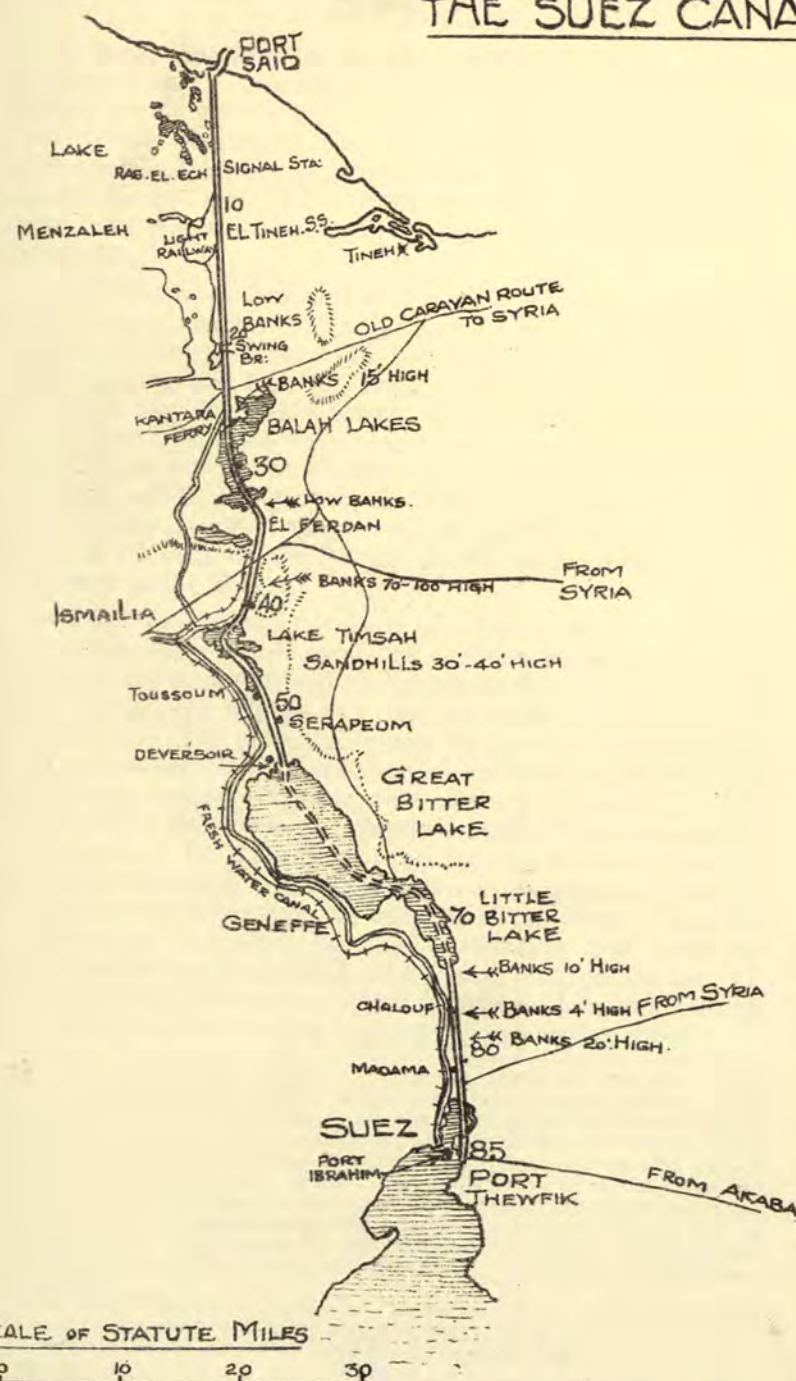 THE SUEZ CANA
PORT
SAID
LAKE
RAS.EL.ECH
SIGNAL STA:
10
MENZALEH
LIGHT
RAILWAY
EL TINEH.S.S.
TINEH
LOW
BANKS
OLD CARAVAN ROUTE
TO SYRIA
20
SWING
BR:
BANKS 15' HIGH
KANTARA
FERRY
BALAH LAKES
30
LOW BANKS.
EL FERDAN
FROM
SYRIA
BANKS 70-100 HIGH
40
ISMAILIA
LAKE TIMSAH
SANDHILLS 30'-40' HIGH
TOUSSOUM
50
SERAPEUM
DEVERSOIR
GREAT
BITTER
LAKE
FRESH WATER CANAL
GENEFFE
LITTLE
70 BITTER
LAKE
BANKS 10' HIGH
CHALOUF
BANKS 4' HIGH
FROM SYRIA
80
BANKS 20' HIGH.
MADAMA
SUEZ
85
PORT
IBRAHIM
PORT
THEWFIK
FROM AKABA
CALE OF STATUTE MILES
0 10 20 30